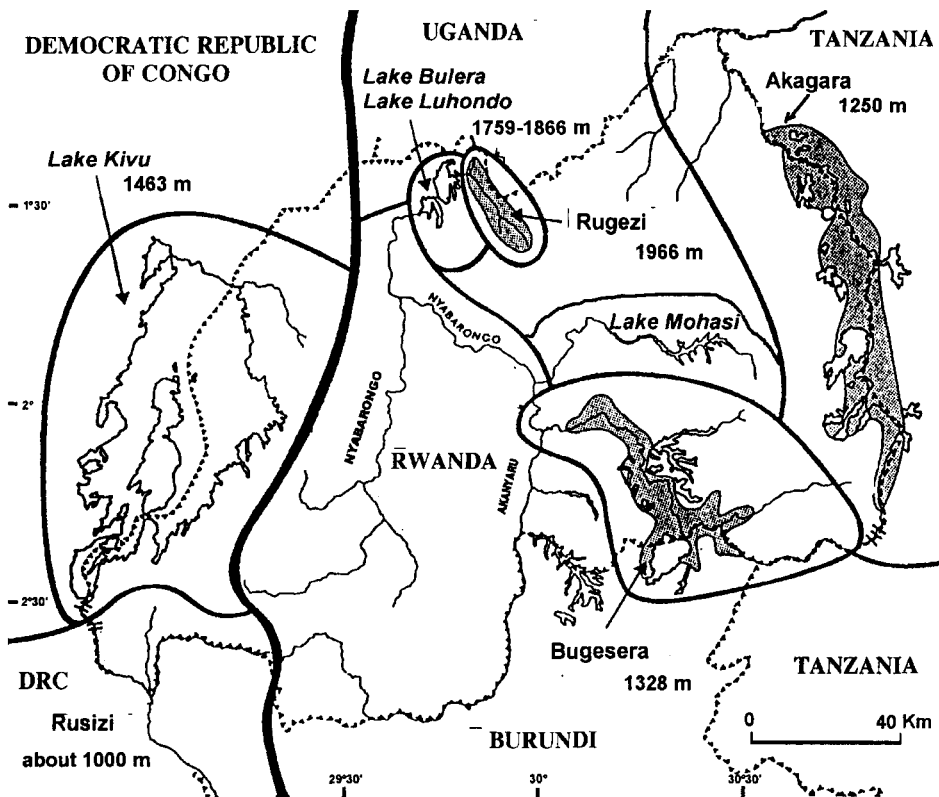 DEMOCRATIC REPUBLIC
OF CONGO
UGANDA
TANZANIA
Lake Bulera
Lake Luhondo
1759-1866 m
Akagara
1250 m
Lake Kivu
1463 m
1°30'
Rugezi
1966 m
NYABARONGO
Lake Mohasi
2°
NYABARONGO
RWANDA
AKANYARU
2°30'
Bugesera
1328 m
DRC
TANZANIA
Rusizi
about 1000 m
BURUNDI
0 40 Km
29°30' 30° 30°30'